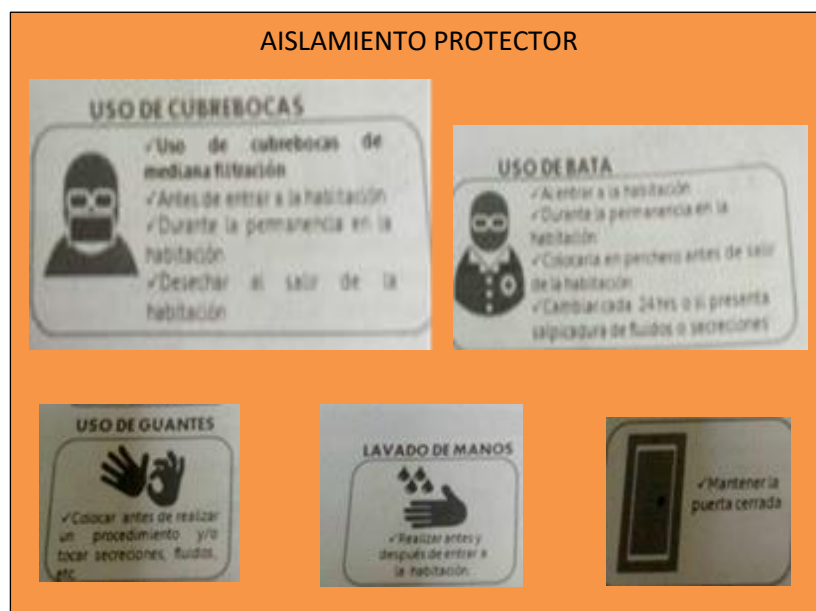 AISLAMIENTO PROTECTOR
USO DE CUBREBOCAS
✓Uso de cubrebocas de
mediana filtración
✓Antes de entrar a la habitación
✓Durante la permanencia en la
habitación
✓Desechar al salir de la
habitación
USO DE BATA
✓Al entrar a la habitación
✓Durante la permanencia en la
habitación
✓Colocarla en perchero antes de salir
de la habitación
✓Cambiar cada 24 hrs o si presenta
salpicadura de fluidos o secreciones
USO DE GUANTES
✓Colocar antes de realizar
un procedimiento y/o
tocar secreciones, fluidos,
etc
LAVADO DE MANOS
✓Realizar antes y
después de entrar a
la habitación.
✓Mantener la
puerta cerrada